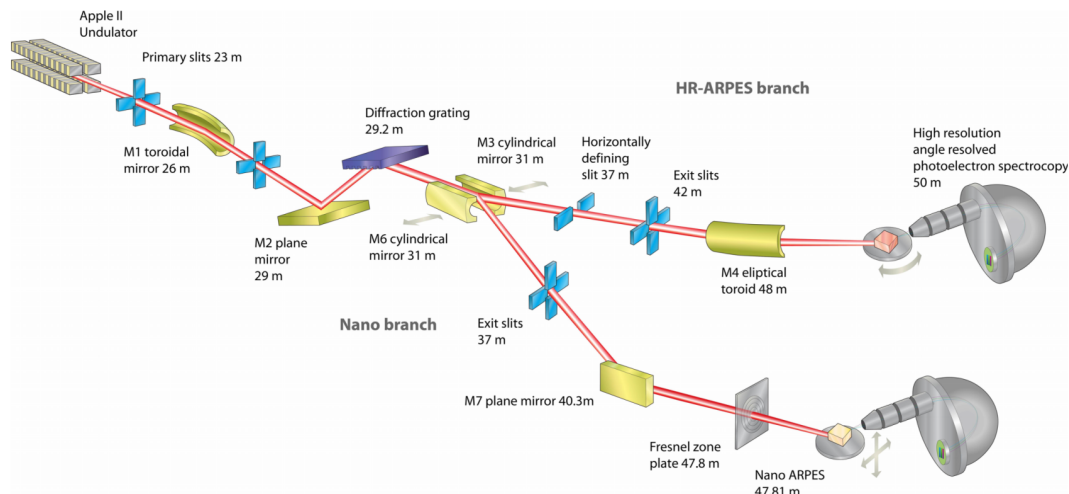 Apple II
Undulator
Primary slits 23 m
M1 toroidal
mirror 26 m
M2 plane
mirror
29 m
Diffraction grating
29.2 m
M3 cylindrical
mirror 31 m
M6 cylindrical
mirror 31 m
Horizontally
defining
slit 37 m
Exit slits
42 m
HR-ARPES branch
M4 eliptical
toroid 48 m
High resolution
angle resolved
photoelectron spectrocopy
50 m
Nano branch
Exit slits
37 m
M7 plane mirror 40.3m
Fresnel zone
plate 47.8 m
Nano ARPES
47.81 m